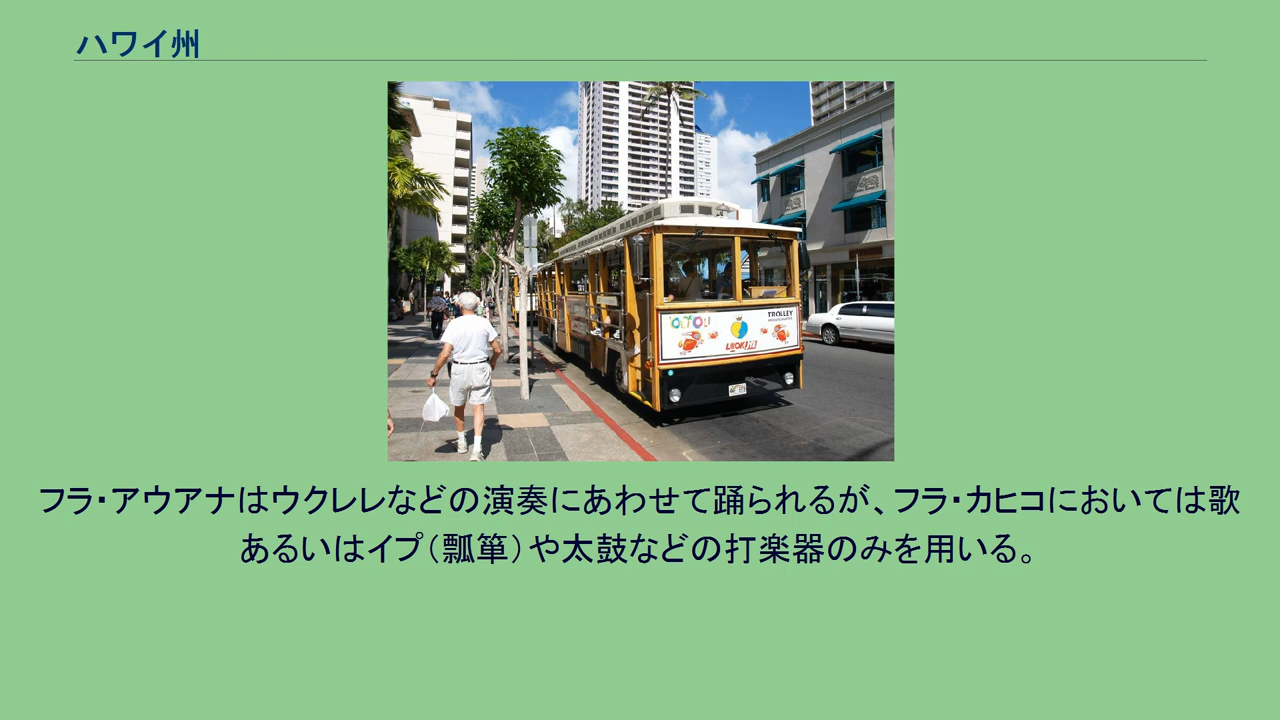 ハワイ州
TROLLEY
フラ・アウアナはウクレレなどの演奏にあわせて踊られるが、フラ・カヒコにおいては歌
あるいはイプ（瓢箪）や太鼓などの打楽器のみを用いる。